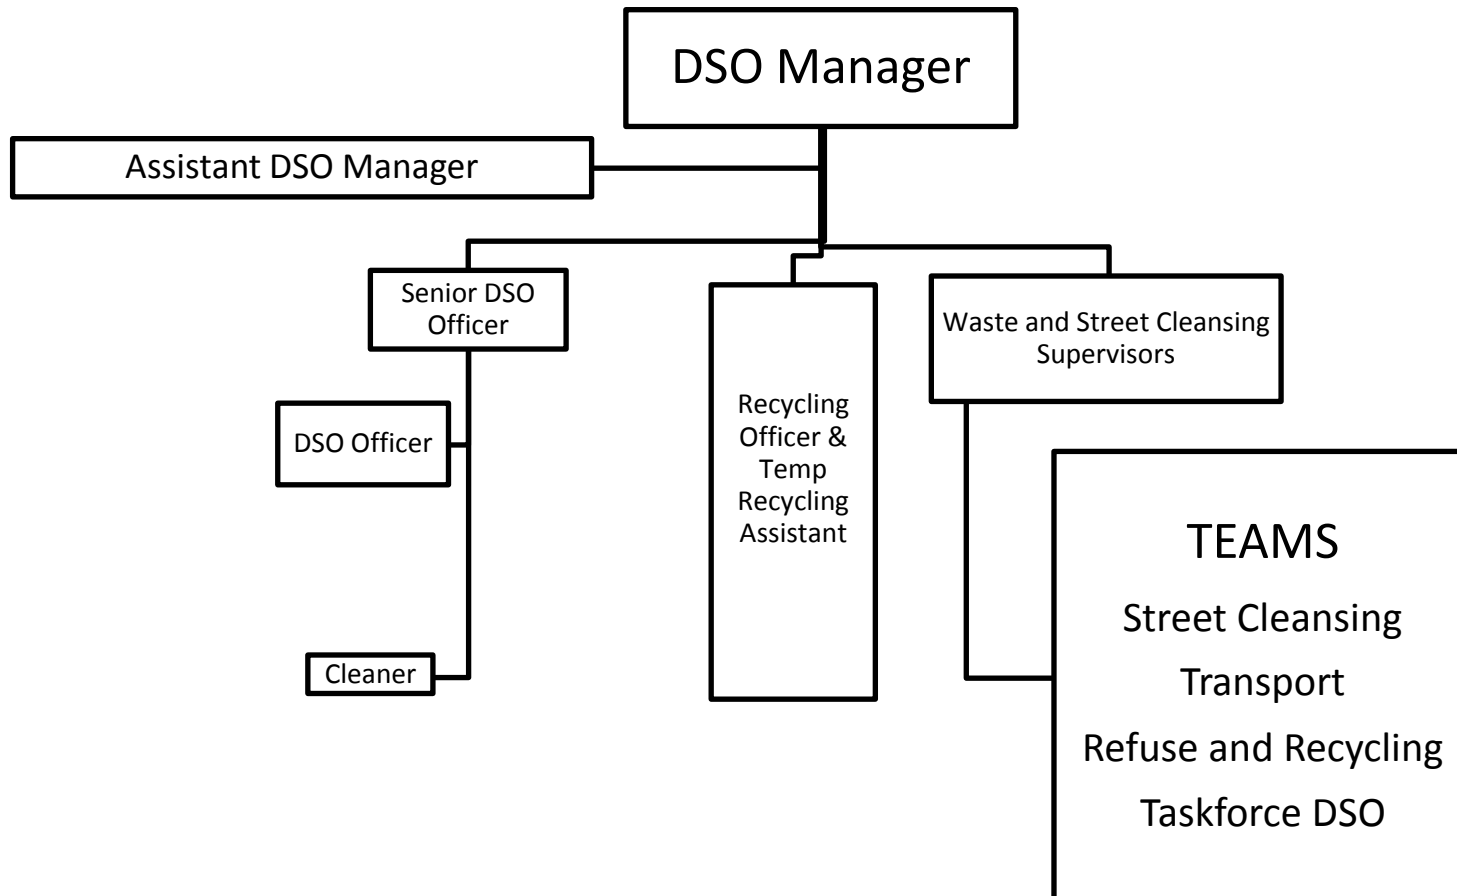 DSO Manager
Assistant DSO Manager
Senior DSO
Officer
DSO Officer
Cleaner
Recycling
Officer &
Temp
Recycling
Assistant
Waste and Street Cleansing
Supervisors
TEAMS
Street Cleansing
Transport
Refuse and Recycling
Taskforce DSO